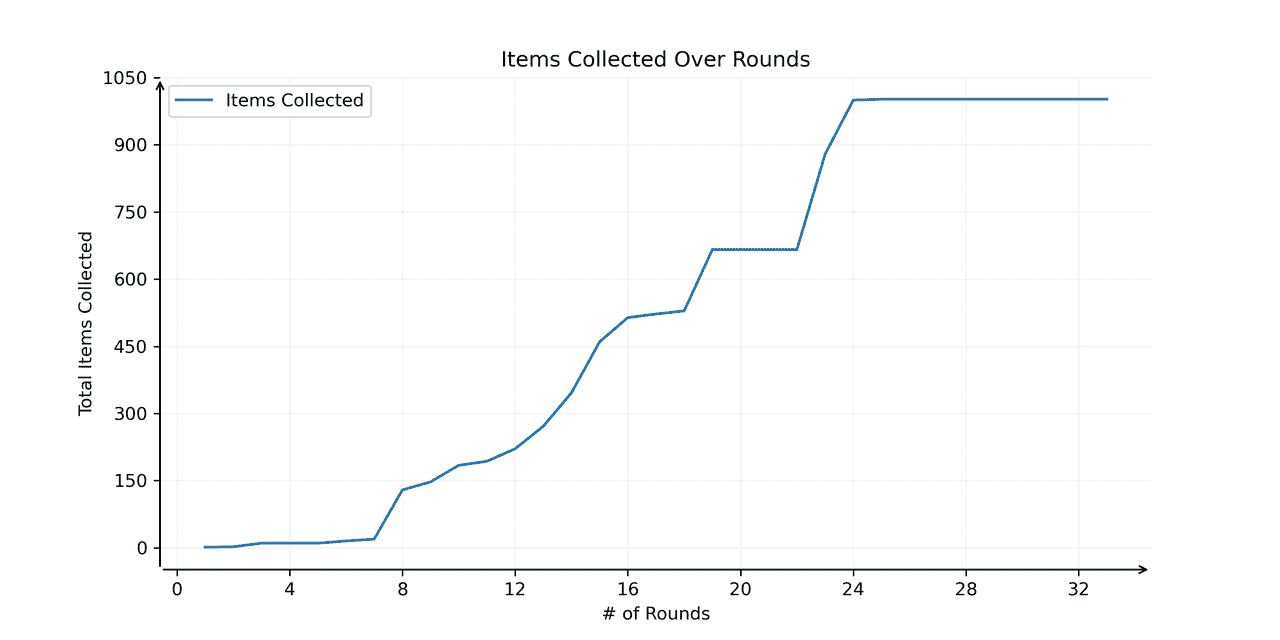 Items Collected Over Rounds
Items Collected
Total Items Collected
1050
900
750
600
450
300
150
0
0 4 8 12 16 20 24 28 32
# of Rounds